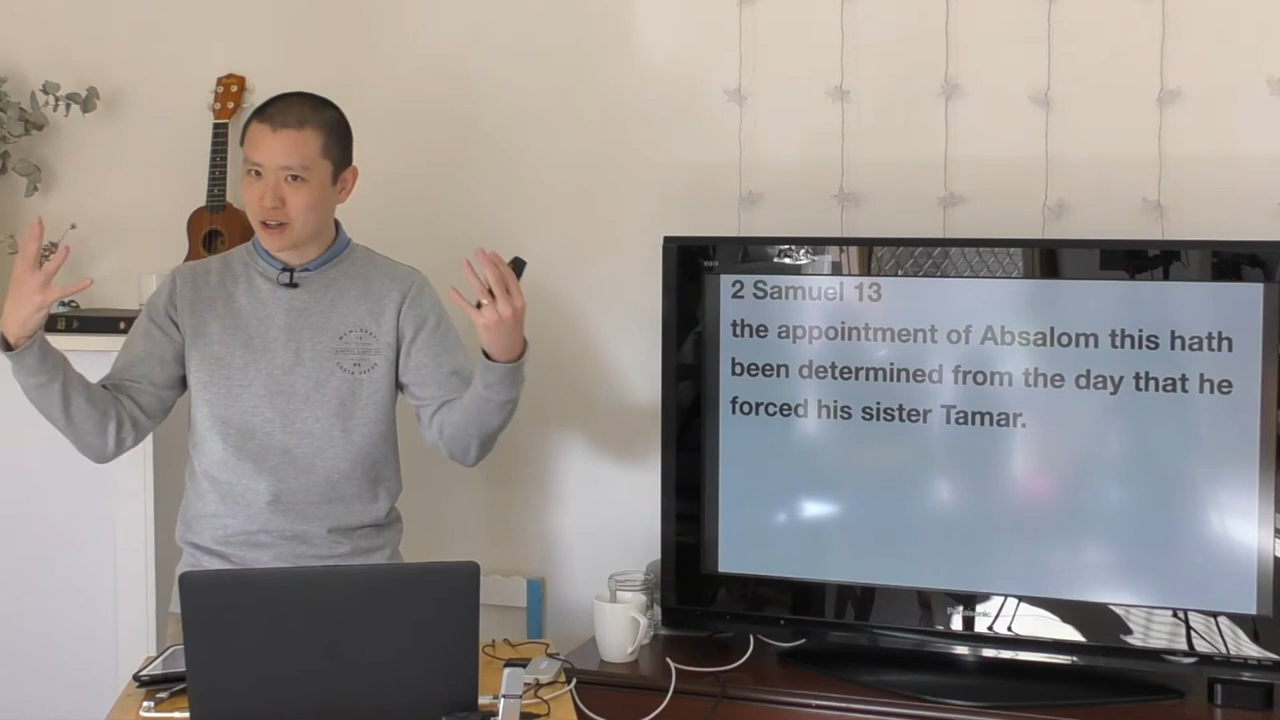 2 Samuel 13
the appointment of Absalom this hath
been determined from the day that he
forced his sister Tamar.
Panasonic